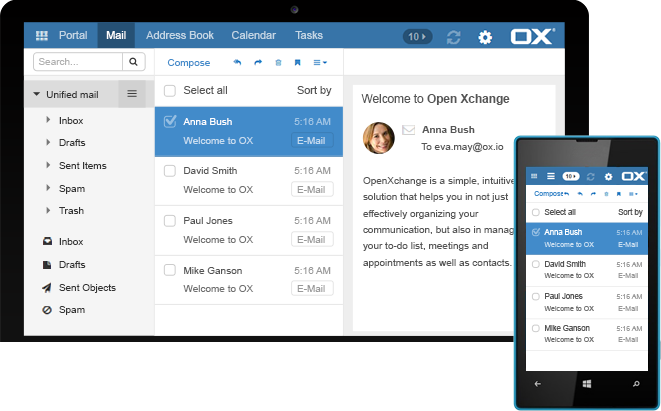 Portal Mail Address Book Calendar Tasks 10 OX
Search... Compose
Unified mail
Inbox
Drafts
Sent Items
Spam
Trash
Inbox
Drafts
Sent Objects
Spam
Select all Sort by
Anna Bush 5:16 AM
Welcome to OX E-Mail
David Smith 5:16 AM
Welcome to OX E-Mail
Paul Jones 5:16 AM
Welcome to OX E-Mail
Mike Ganson 5:16 AM
Welcome to OX E-Mail
Welcome to Open Xchange
Anna Bush
To eva.may@ox.io
OpenXchange is a simple, intuitive
solution that helps you in not just
effectively organizing your
communication, but also in
your to-do list, meetings and
appointments as well as contacts.
10 OX
Compose
Select all Sort by
Anna Bush 5:16 AM
Welcome to OX E-Mail
David Smith 5:16 AM
Welcome to OX E-Mail
Paul Jones 5:16 AM
Welcome to OX E-Mail
Mike Ganson 5:16 AM
Welcome to OX E-Mail